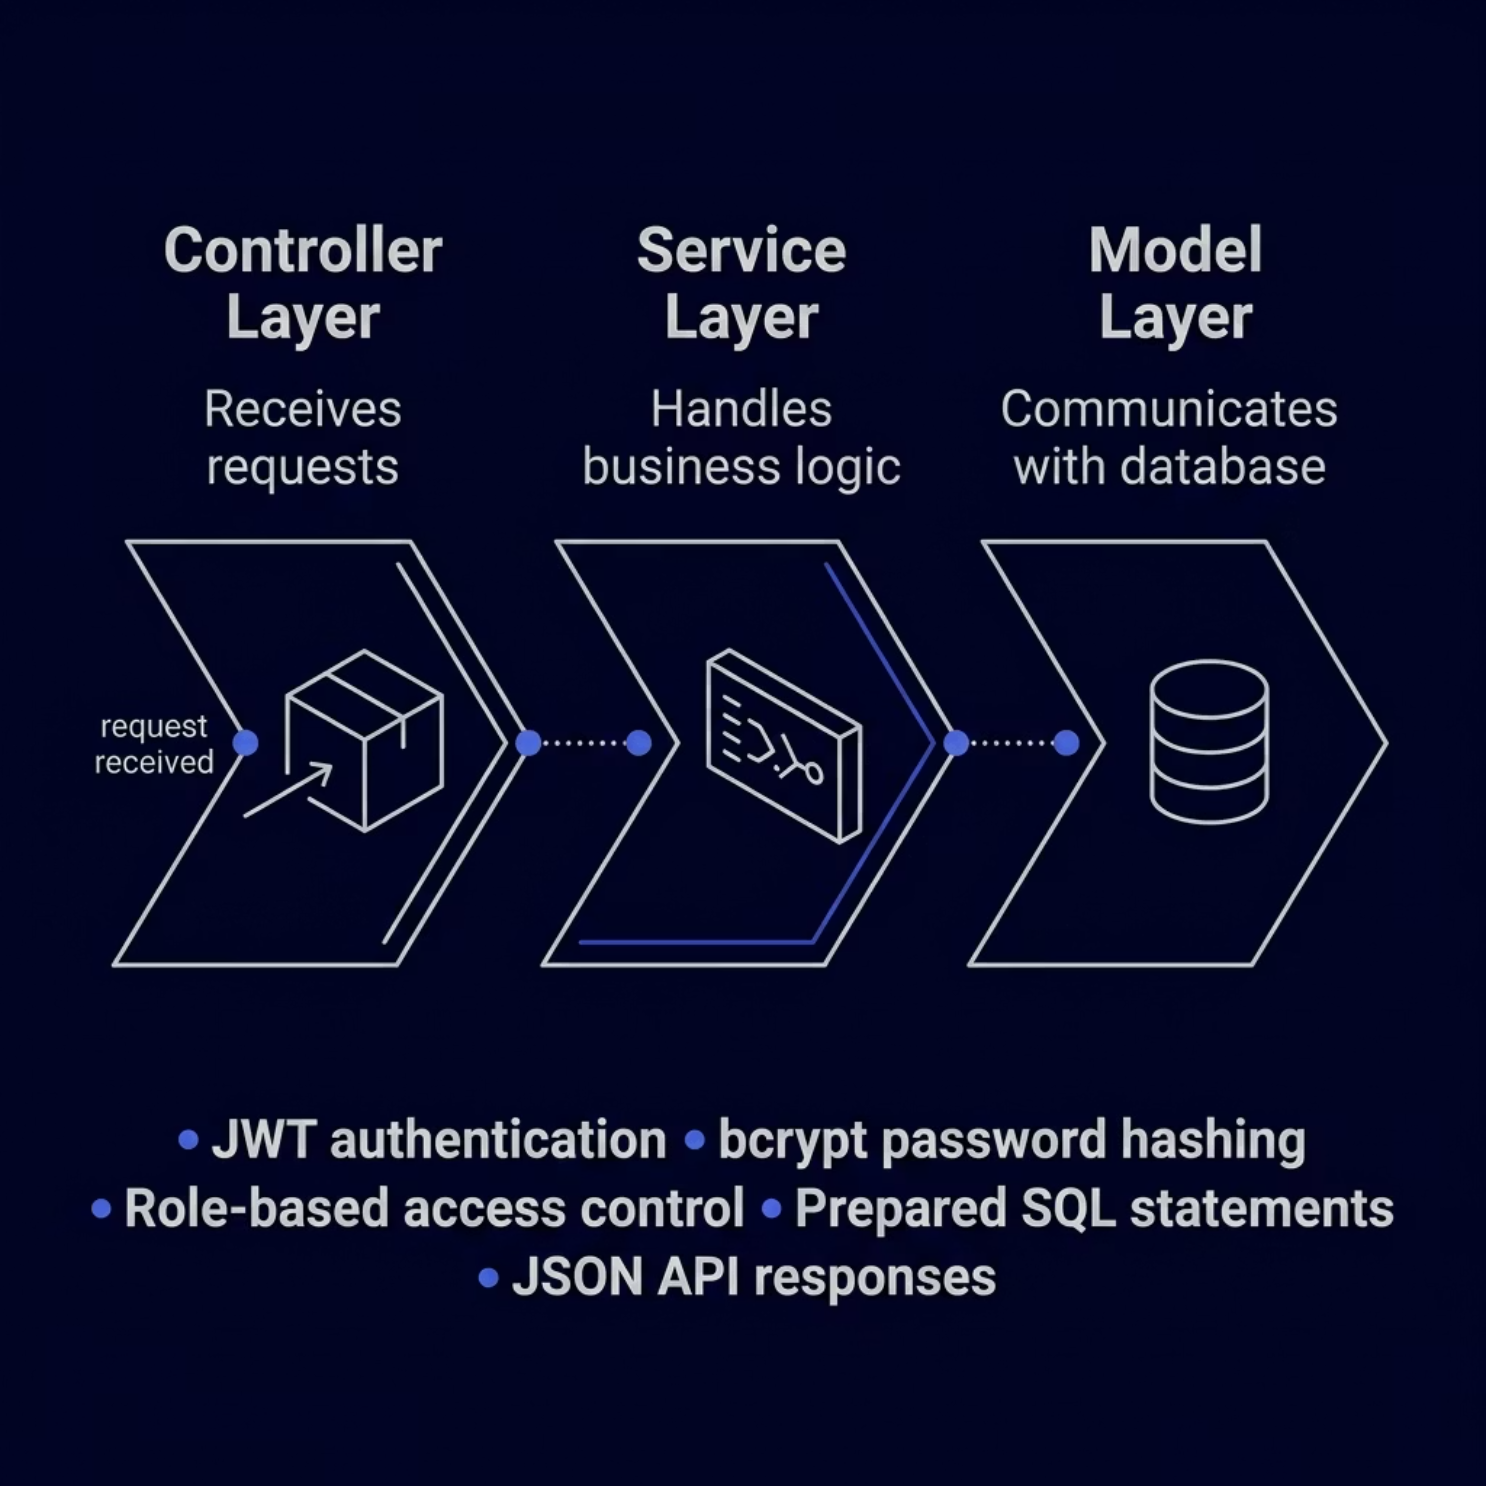 Controller
Layer
Receives
requests
Service
Layer
Handles
business logic
Model
Layer
Communicates
with database
request
received
• JWT authentication • bcrypt password hashing
• Role-based access control • Prepared SQL statements
• JSON API responses